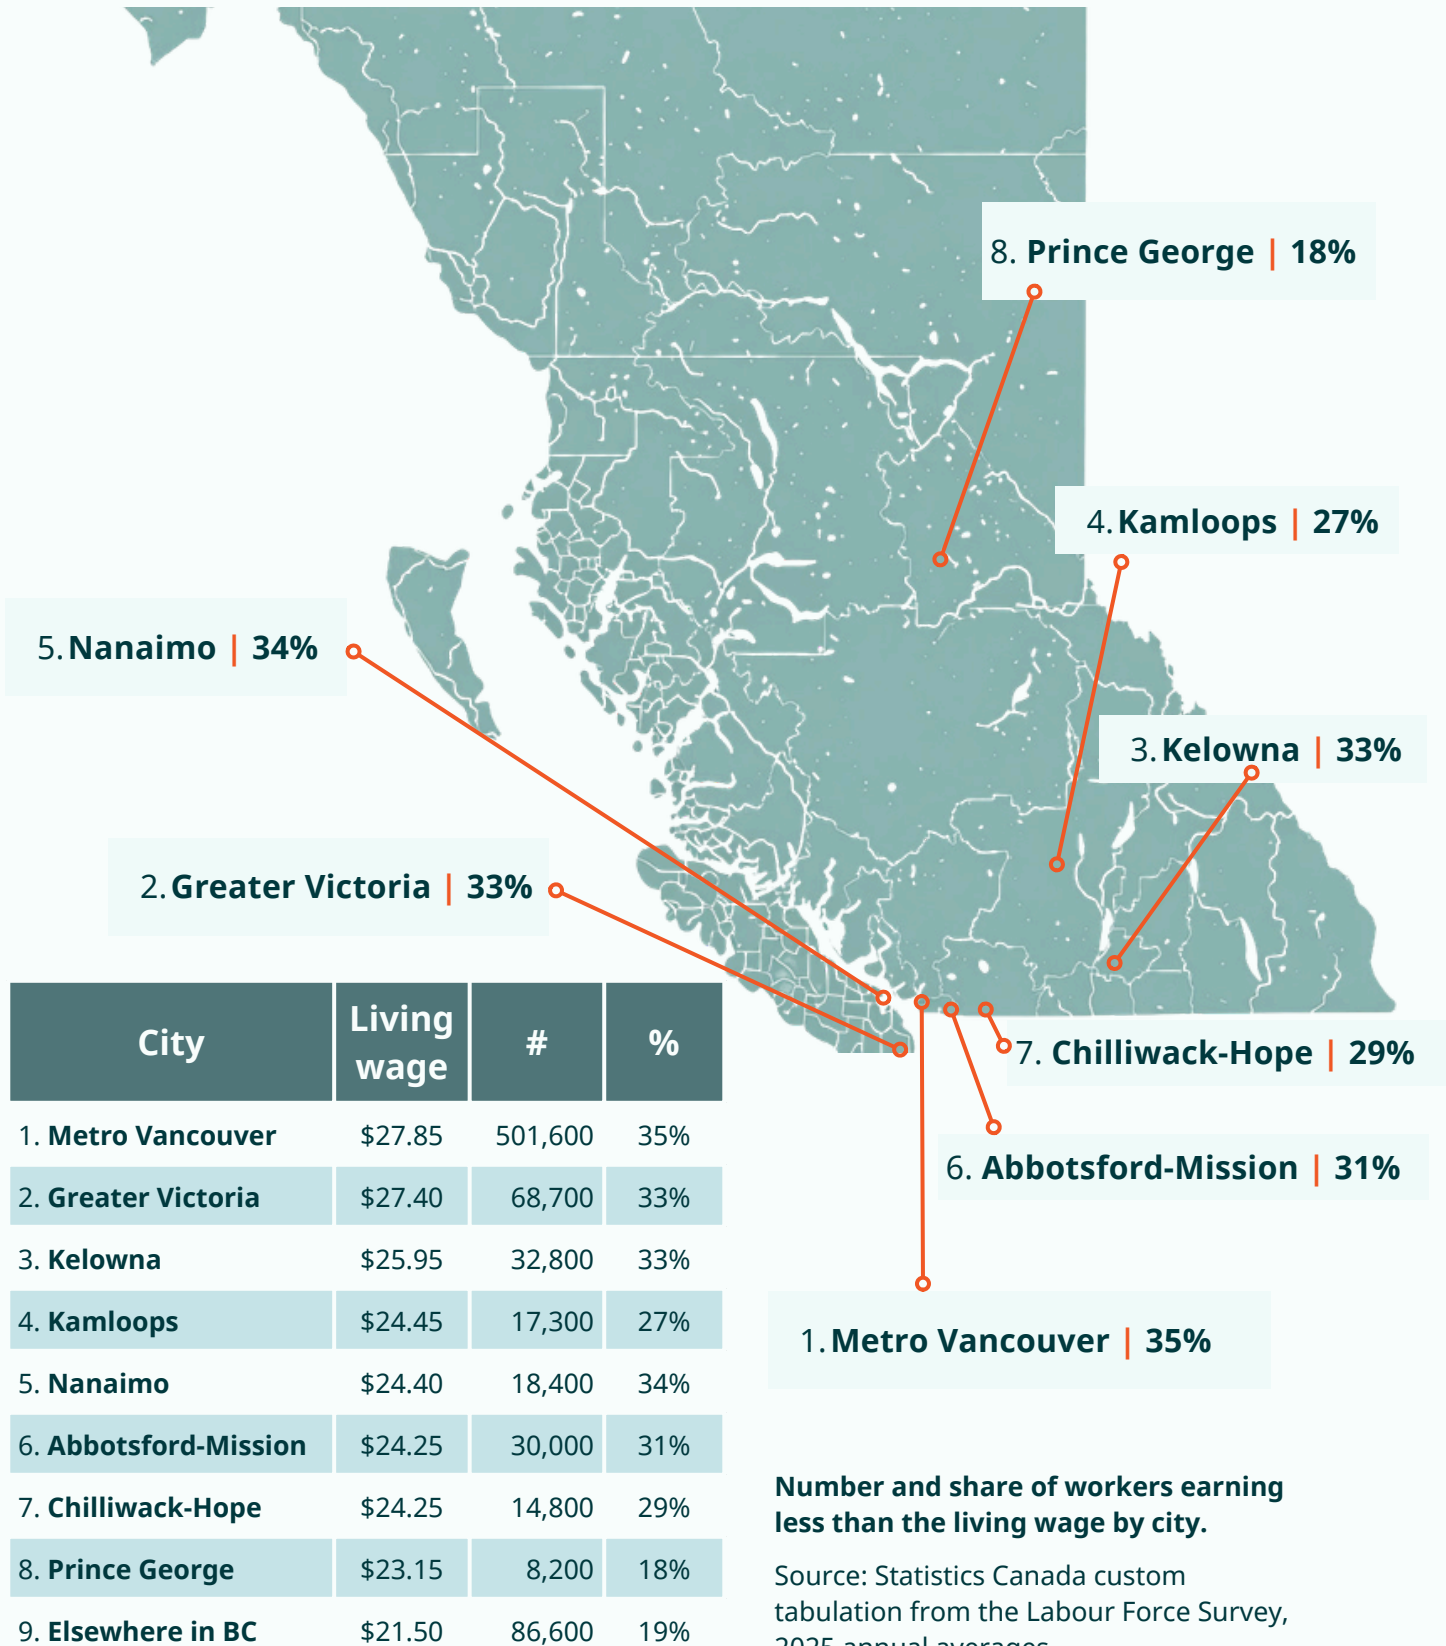 8. Prince George | 18%
4. Kamloops | 27%
5. Nanaimo | 34%
3. Kelowna | 33%
2. Greater Victoria | 33%
7. Chilliwack-Hope | 29%
6. Abbotsford-Mission | 31%
1. Metro Vancouver | 35%
City Living wage # %
1. Metro Vancouver $27.85 501,600 35%
2. Greater Victoria $27.40 68,700 33%
3. Kelowna $25.95 32,800 33%
4. Kamloops $24.45 17,300 27%
5. Nanaimo $24.40 18,400 34%
6. Abbotsford-Mission $24.25 30,000 31%
7. Chilliwack-Hope $24.25 14,800 29%
8. Prince George $23.15 8,200 18%
9. Elsewhere in BC $21.50 86,600 19%
Number and share of workers earning
less than the living wage by city.
Source: Statistics Canada custom
tabulation from the Labour Force Survey,
2025 annual averages